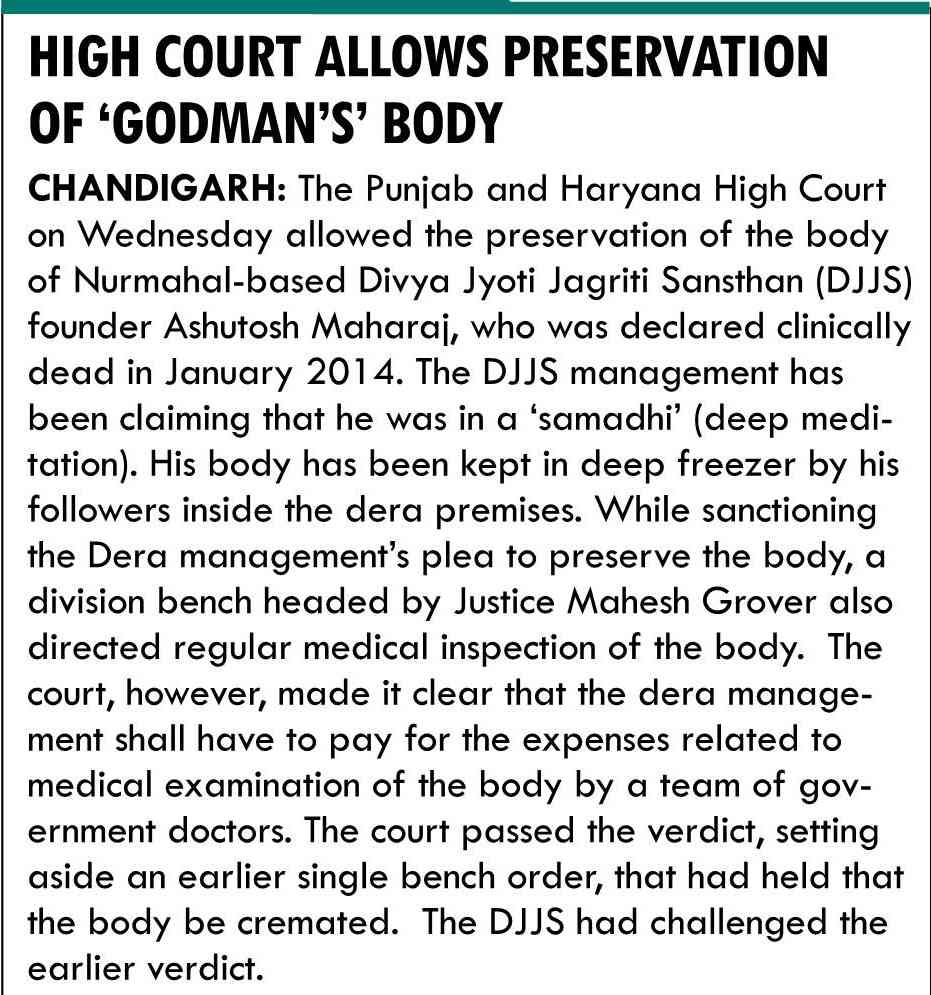 HIGH COURT ALLOWS PRESERVATION
OF ‘GODMAN’S’ BODY
CHANDIGARH: The Punjab and Haryana High Court
on Wednesday allowed the preservation of the body
of Nurmahal-based Divya Jyoti Jagriti Sansthan (DJJS)
founder Ashutosh Maharaj, who was declared clinically
dead in January 2014. The DJJS management has
been claiming that he was in a ‘samadhi’ (deep medi-
tation). His body has been kept in deep freezer by his
followers inside the dera premises. While sanctioning
the Dera management’s plea to preserve the body, a
division bench headed by Justice Mahesh Grover also
directed regular medical inspection of the body.  The
court, however, made it clear that the dera manage-
ment shall have to pay for the expenses related to
medical examination of the body by a team of gov-
ernment doctors. The court passed the verdict, setting
aside an earlier single bench order, that had held that
the body be cremated.  The DJJS had challenged the
earlier verdict.